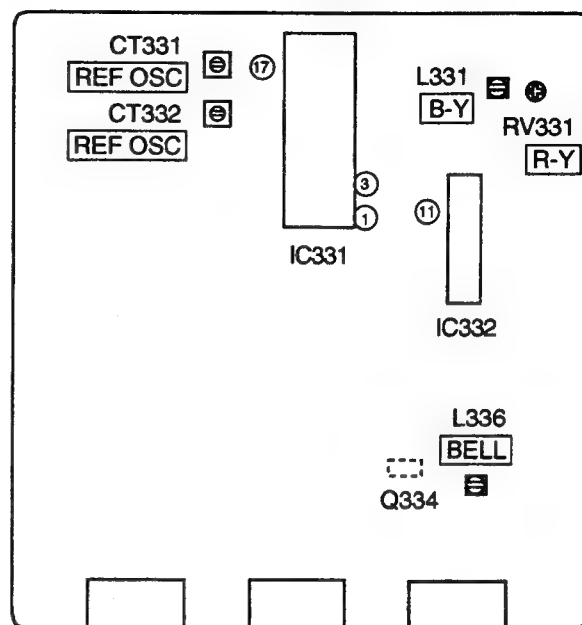 CT331
REF OSC
CT332
REF OSC
17
3
1
IC331
L331
B-Y
RV331
R-Y
11
IC332
L336
BELL
Q334